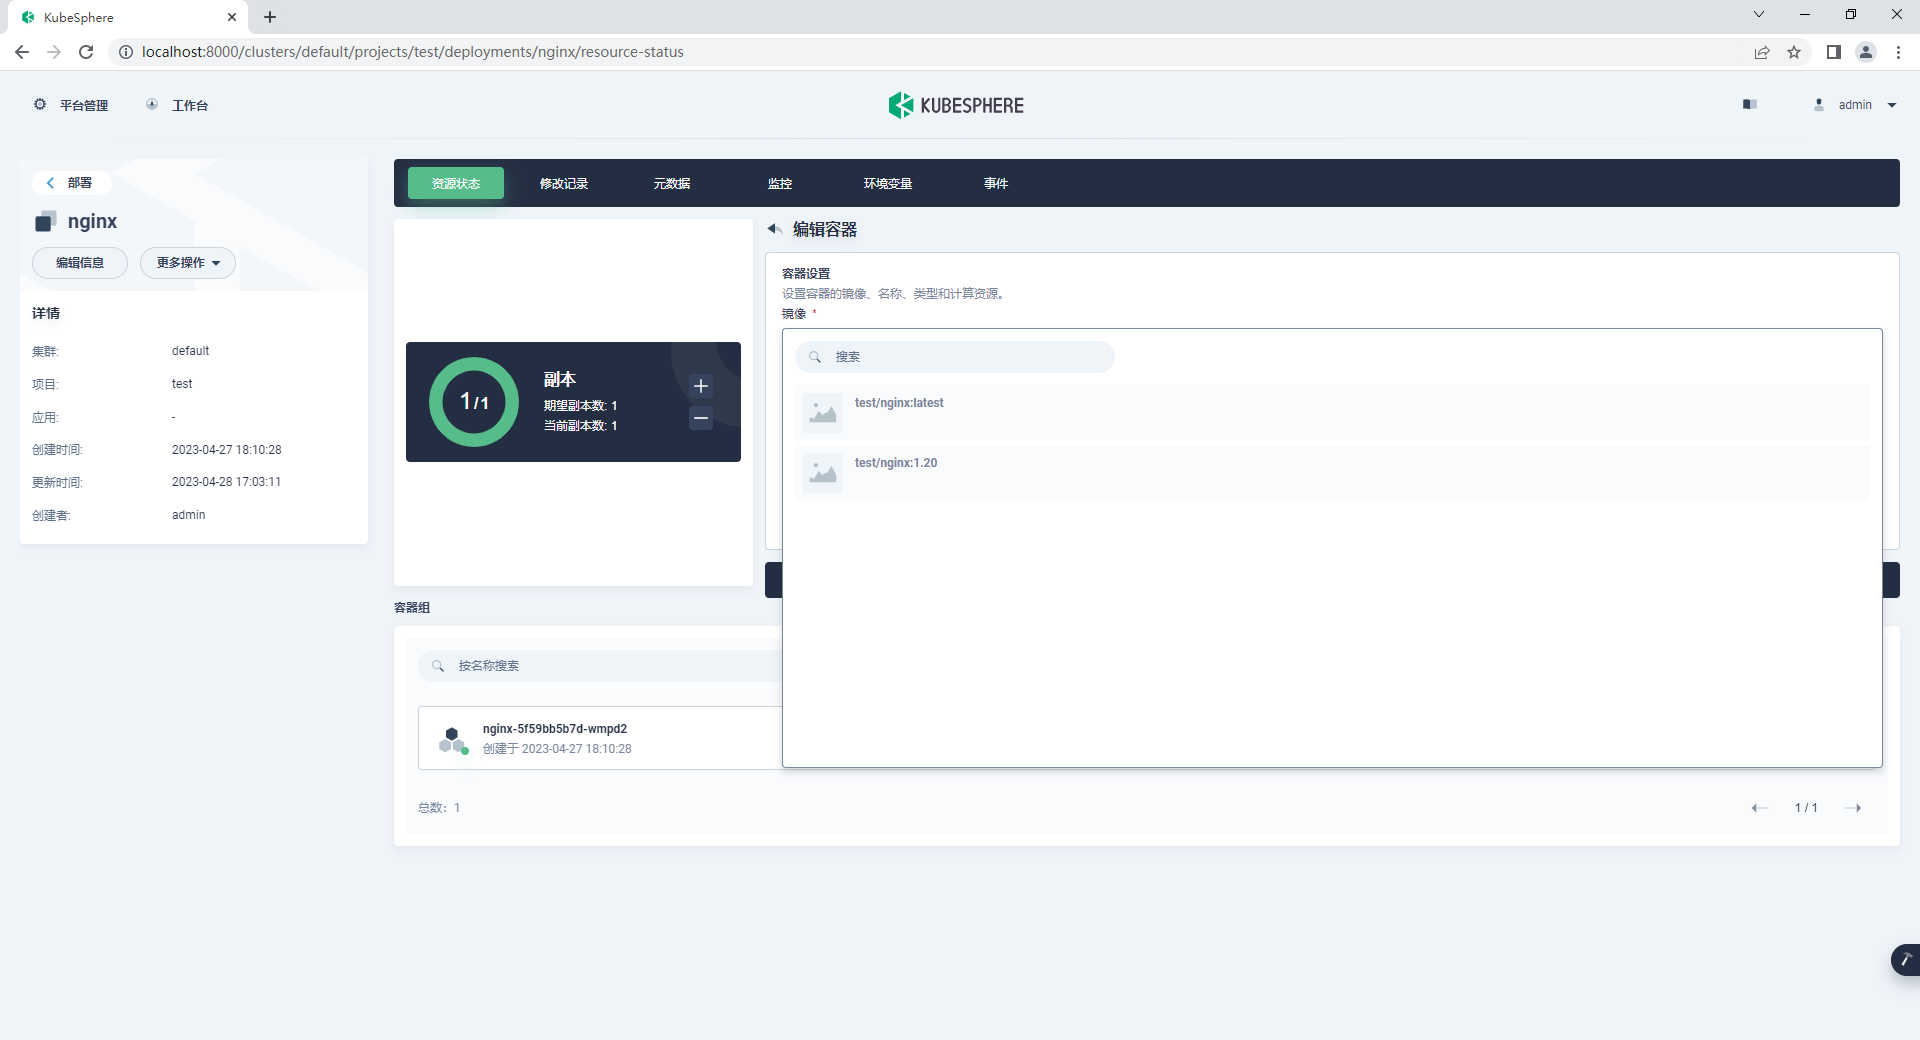 KubeSphere
localhost:8000/clusters/default/projects/test/deployments/nginx/resource-status
平台管理
工作台
KUBESPHERE
admin
部署
nginx
编辑信息
更多操作
详情
集群: default
项目: test
应用: -
创建时间: 2023-04-27 18:10:28
更新时间: 2023-04-28 17:03:11
创建者: admin
资源状态
修改记录
元数据
监控
环境变量
事件
1/1
副本
期望副本数: 1
当前副本数: 1
编辑容器
容器设置
设置容器的镜像、名称、类型和计算资源。
镜像 *
搜索
test/nginx:latest
test/nginx:1.20
容器组
按名称搜索
nginx-5f59bb5b7d-wmpd2
创建于 2023-04-27 18:10:28
总数: 1
1 / 1